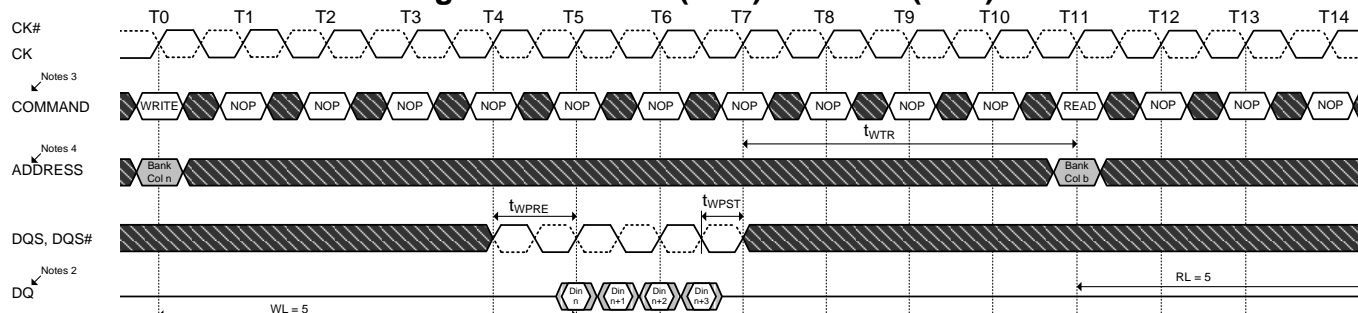 T0 T1 T2 T3 T4 T5 T6 T7 T8 T9 T10 T11 T12 T13 T14
CK#
CK
Notes 3
COMMAND WRITE NOP NOP NOP NOP NOP NOP NOP NOP NOP NOP READ NOP NOP NOP
tWTR
Notes 4
ADDRESS
Bank
Col n
Bank
Col b
tWPRE tWPST
DQS, DQS#
Notes 2
DQ
Din
n
Din
n+1
Din
n+2
Din
n+3
RL = 5
WL = 5